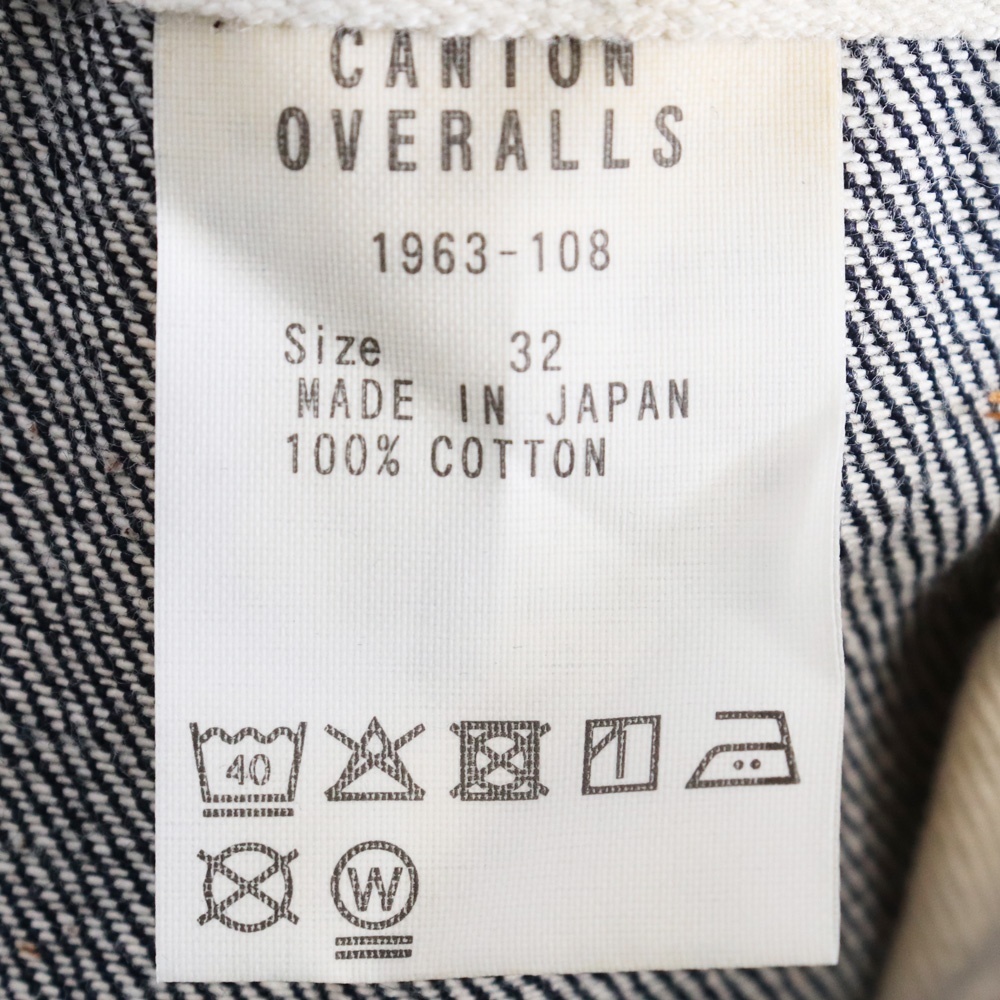 CANTON
OVERALLS
1963-108
Size 32
MADE IN JAPAN
100% COTTON
40
W